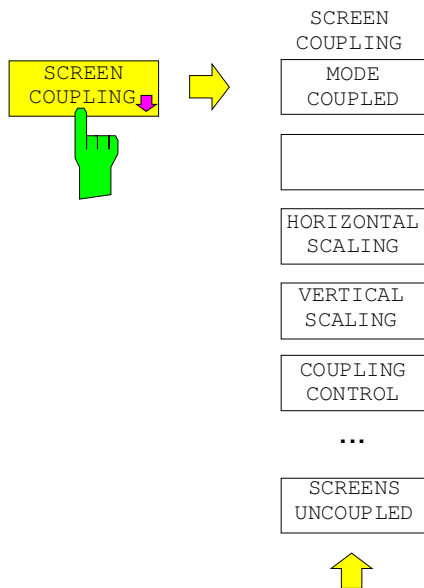 SCREEN
COUPLING
SCREEN
COUPLING
MODE
COUPLED
HORIZONTAL
SCALING
VERTICAL
SCALING
COUPLING
CONTROL
...
SCREENS
UNCOUPLED